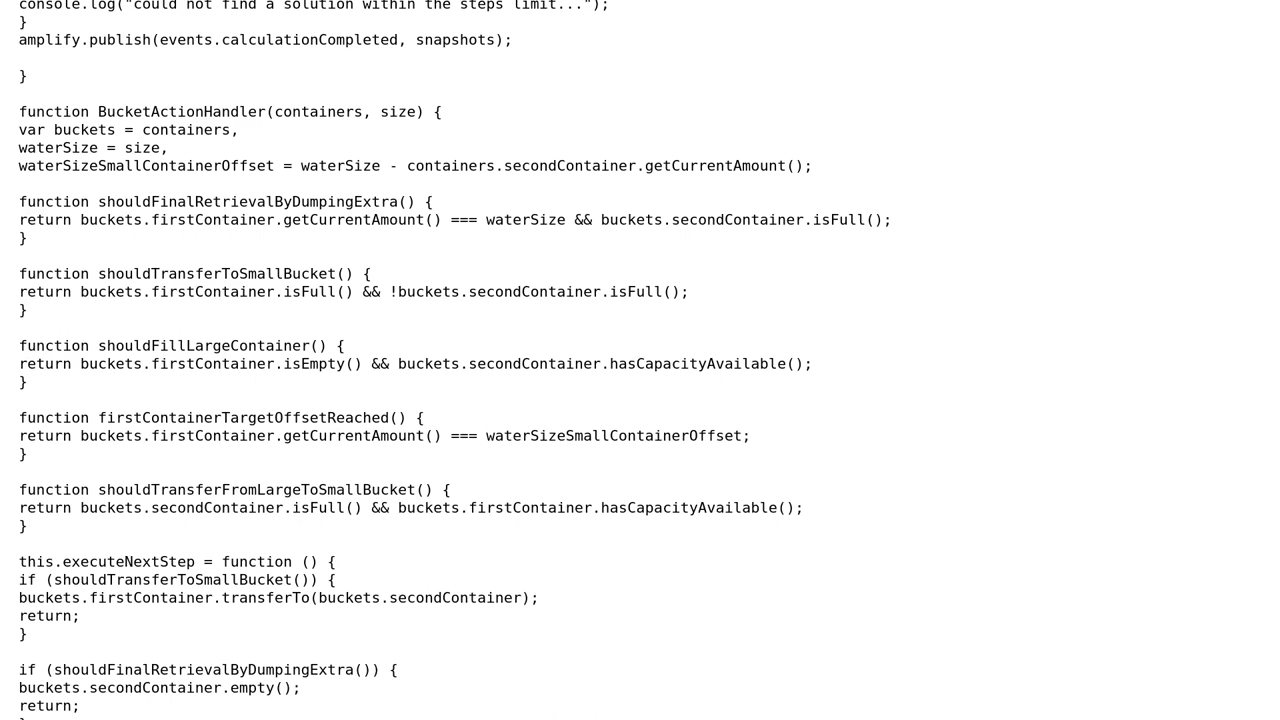 console.log("could not find a solution within the steps limit...");
}
amplify.publish(events.calculationCompleted, snapshots);

}

function BucketActionHandler(containers, size) {
var buckets = containers,
waterSize = size,
waterSizeSmallContainerOffset = waterSize - containers.secondContainer.getCurrentAmount();

function shouldFinalRetrievalByDumpingExtra() {
return buckets.firstContainer.getCurrentAmount() === waterSize && buckets.secondContainer.isFull();
}

function shouldTransferToSmallBucket() {
return buckets.firstContainer.isFull() && !buckets.secondContainer.isFull();
}

function shouldFillLargeContainer() {
return buckets.firstContainer.isEmpty() && buckets.secondContainer.hasCapacityAvailable();
}

function firstContainerTargetOffsetReached() {
return buckets.firstContainer.getCurrentAmount() === waterSizeSmallContainerOffset;
}

function shouldTransferFromLargeToSmallBucket() {
return buckets.secondContainer.isFull() && buckets.firstContainer.hasCapacityAvailable();
}

this.executeNextStep = function () {
if (shouldTransferToSmallBucket()) {
buckets.firstContainer.transferTo(buckets.secondContainer);
return;
}

if (shouldFinalRetrievalByDumpingExtra()) {
buckets.secondContainer.empty();
return;
}